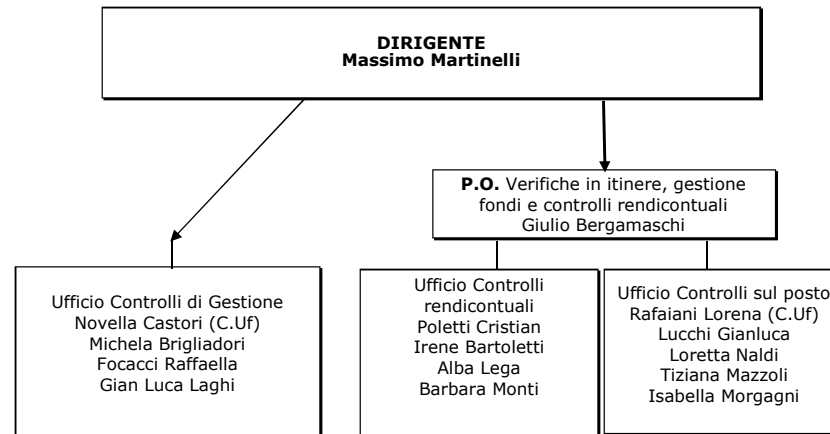 DIRIGENTE
Massimo Martinelli
P.O. Verifiche in itinere, gestione
fondi e controlli rendicontuali
Giulio Bergamaschi
Ufficio Controlli di Gestione
Novella Castori (C.Uf)
Michela Brigliadori
Focacci Raffaella
Gian Luca Laghi
Ufficio Controlli
rendicontuali
Poletti Cristian
Irene Bartoletti
Alba Lega
Barbara Monti
Ufficio Controlli sul posto
Rafaiani Lorena (C.Uf)
Lucchi Gianluca
Loretta Naldi
Tiziana Mazzoli
Isabella Morgagni